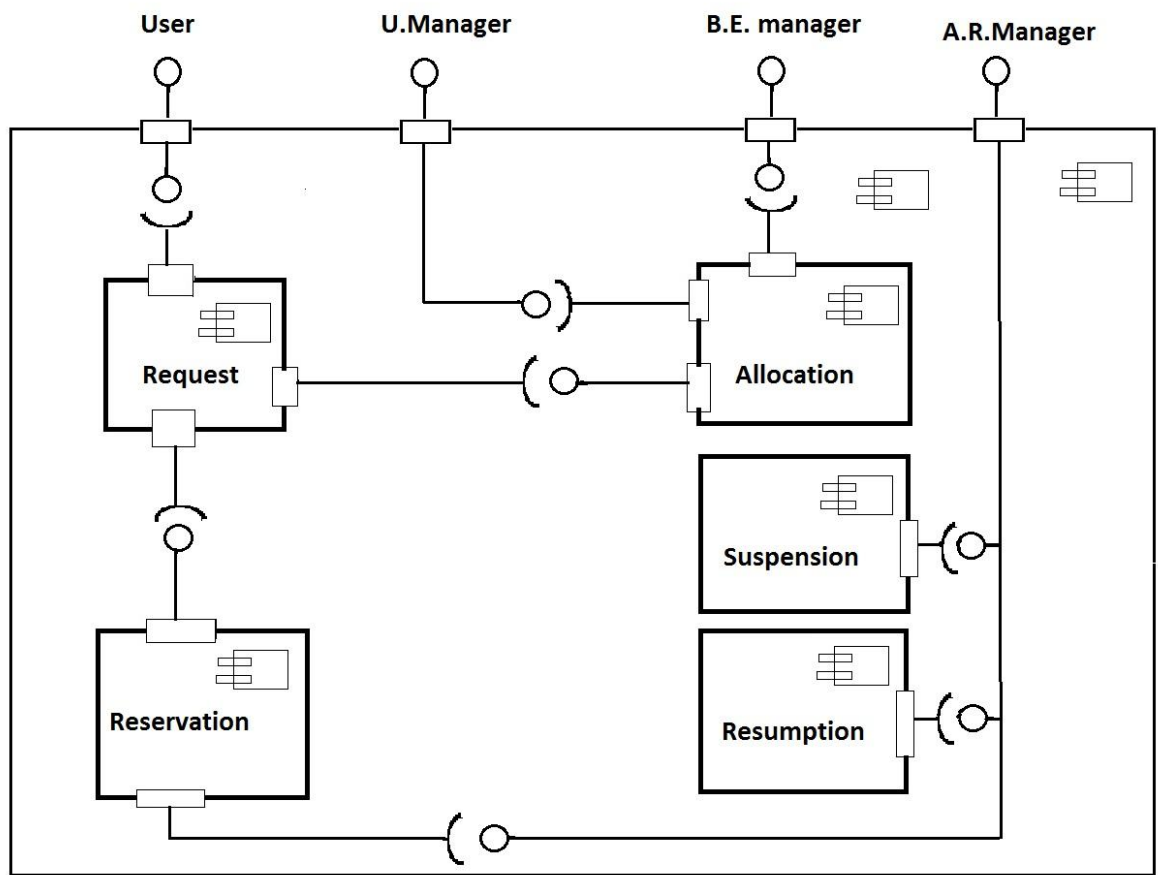 User
U.Manager
B.E. manager
A.R.Manager
Request
Allocation
Suspension
Reservation
Resumption